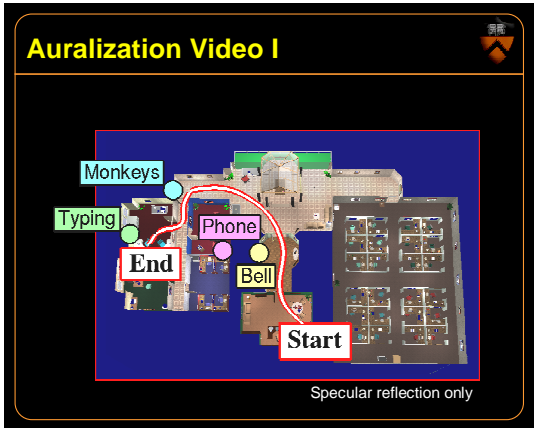 Auralization Video I
Monkeys
Typing
Phone
End
Bell
Start
Specular reflection only